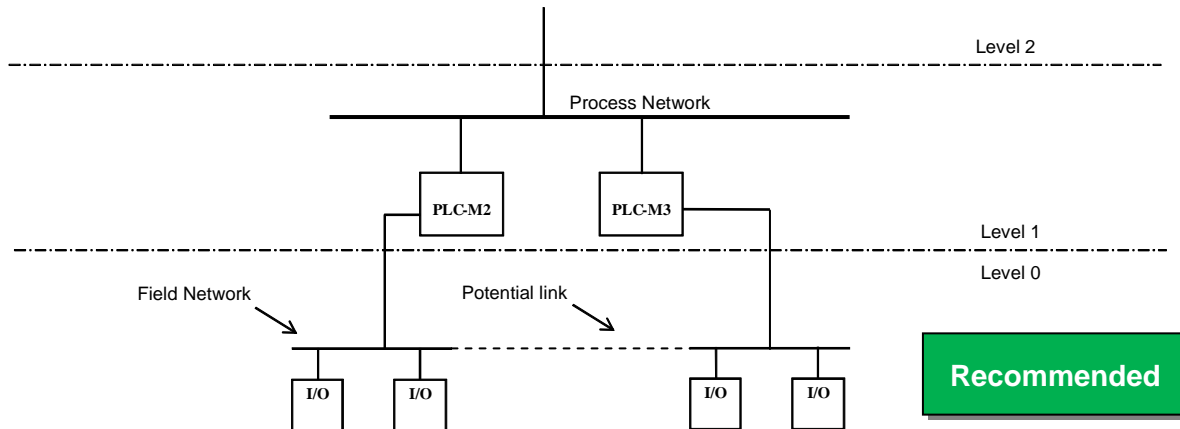 Level 2
Process Network
PLC-M2
PLC-M3
Level 1
Level 0
Field Network
Potential link
Recommended
I/O
I/O
I/O
I/O